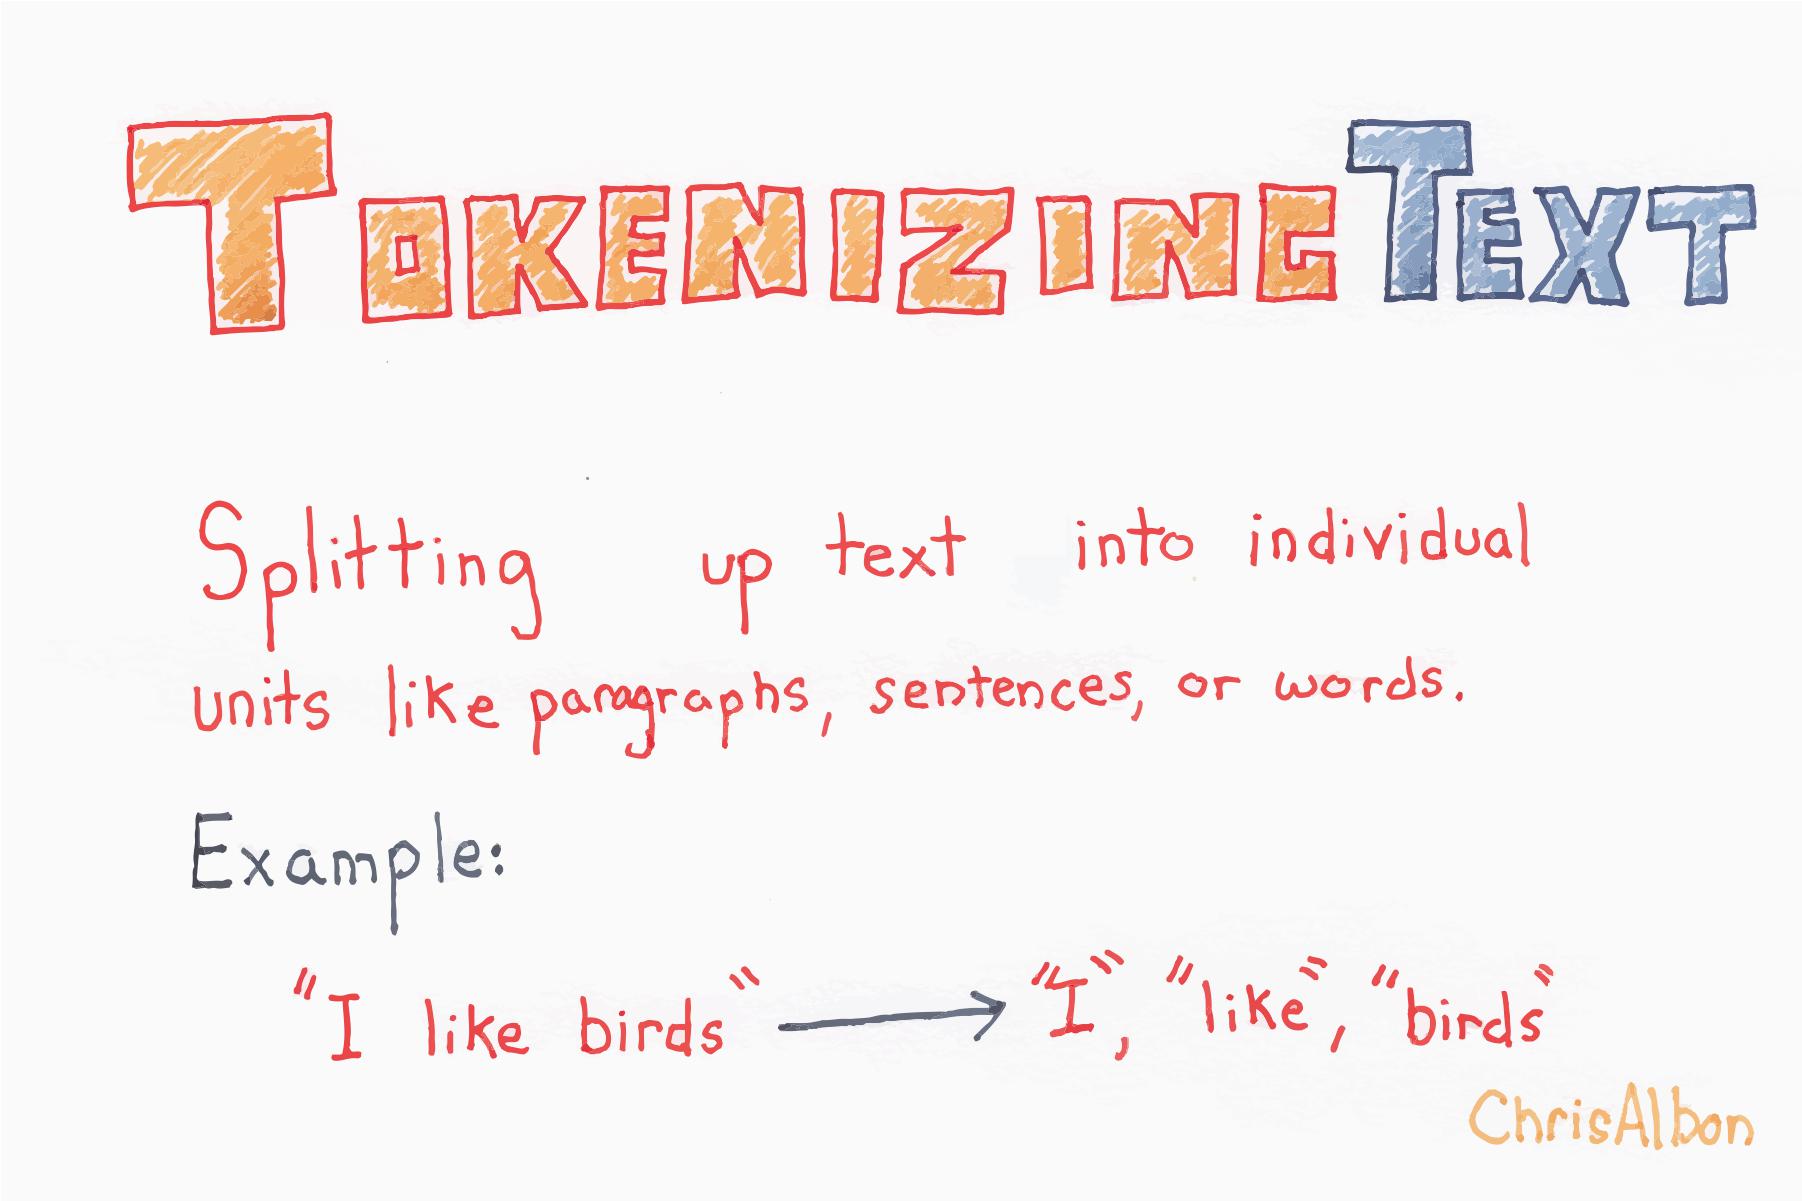 Tokenizing Text
Splitting up text into individual
units like paragraphs, sentences, or words.
Example:
"I like birds" → "I", "like", "birds"
ChrisAlbon